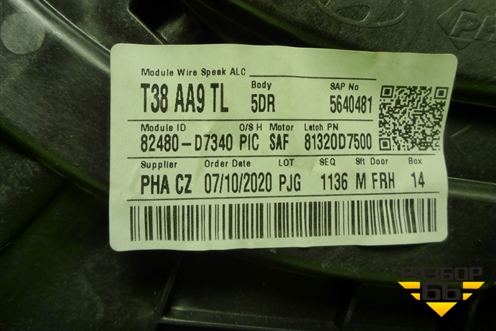 Module Wire Speak ALC Body SAP No
T38 AA9 TL 5DR 5640481
Module ID O/S H Motor Latch PN
82480-D7340 PIC SAF 81320D7500
Supplier Order Date LOT SEQ Sft Door Box
PHA CZ 07/10/2020 PJG 1136 M FRH 14
РАЗБОР
66